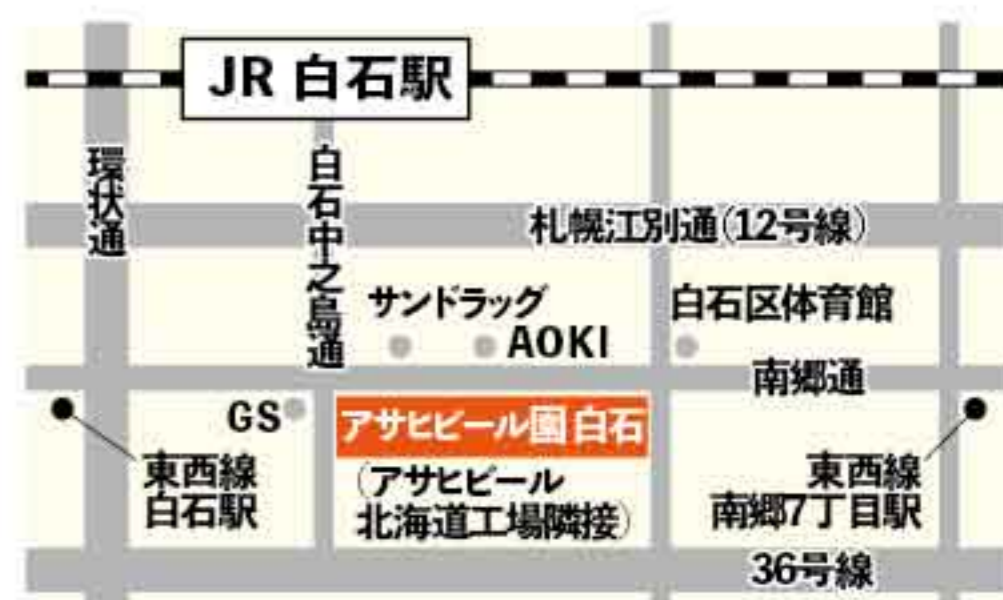 JR 白石駅
環状通
白石中之島通
札幌江別通(12号線)
サンドラッグ
AOKI
白石区体育館
南郷通
GS
アサヒビール園 白石
(アサヒビール
北海道工場隣接)
東西線
白石駅
東西線
南郷7丁目駅
36号線